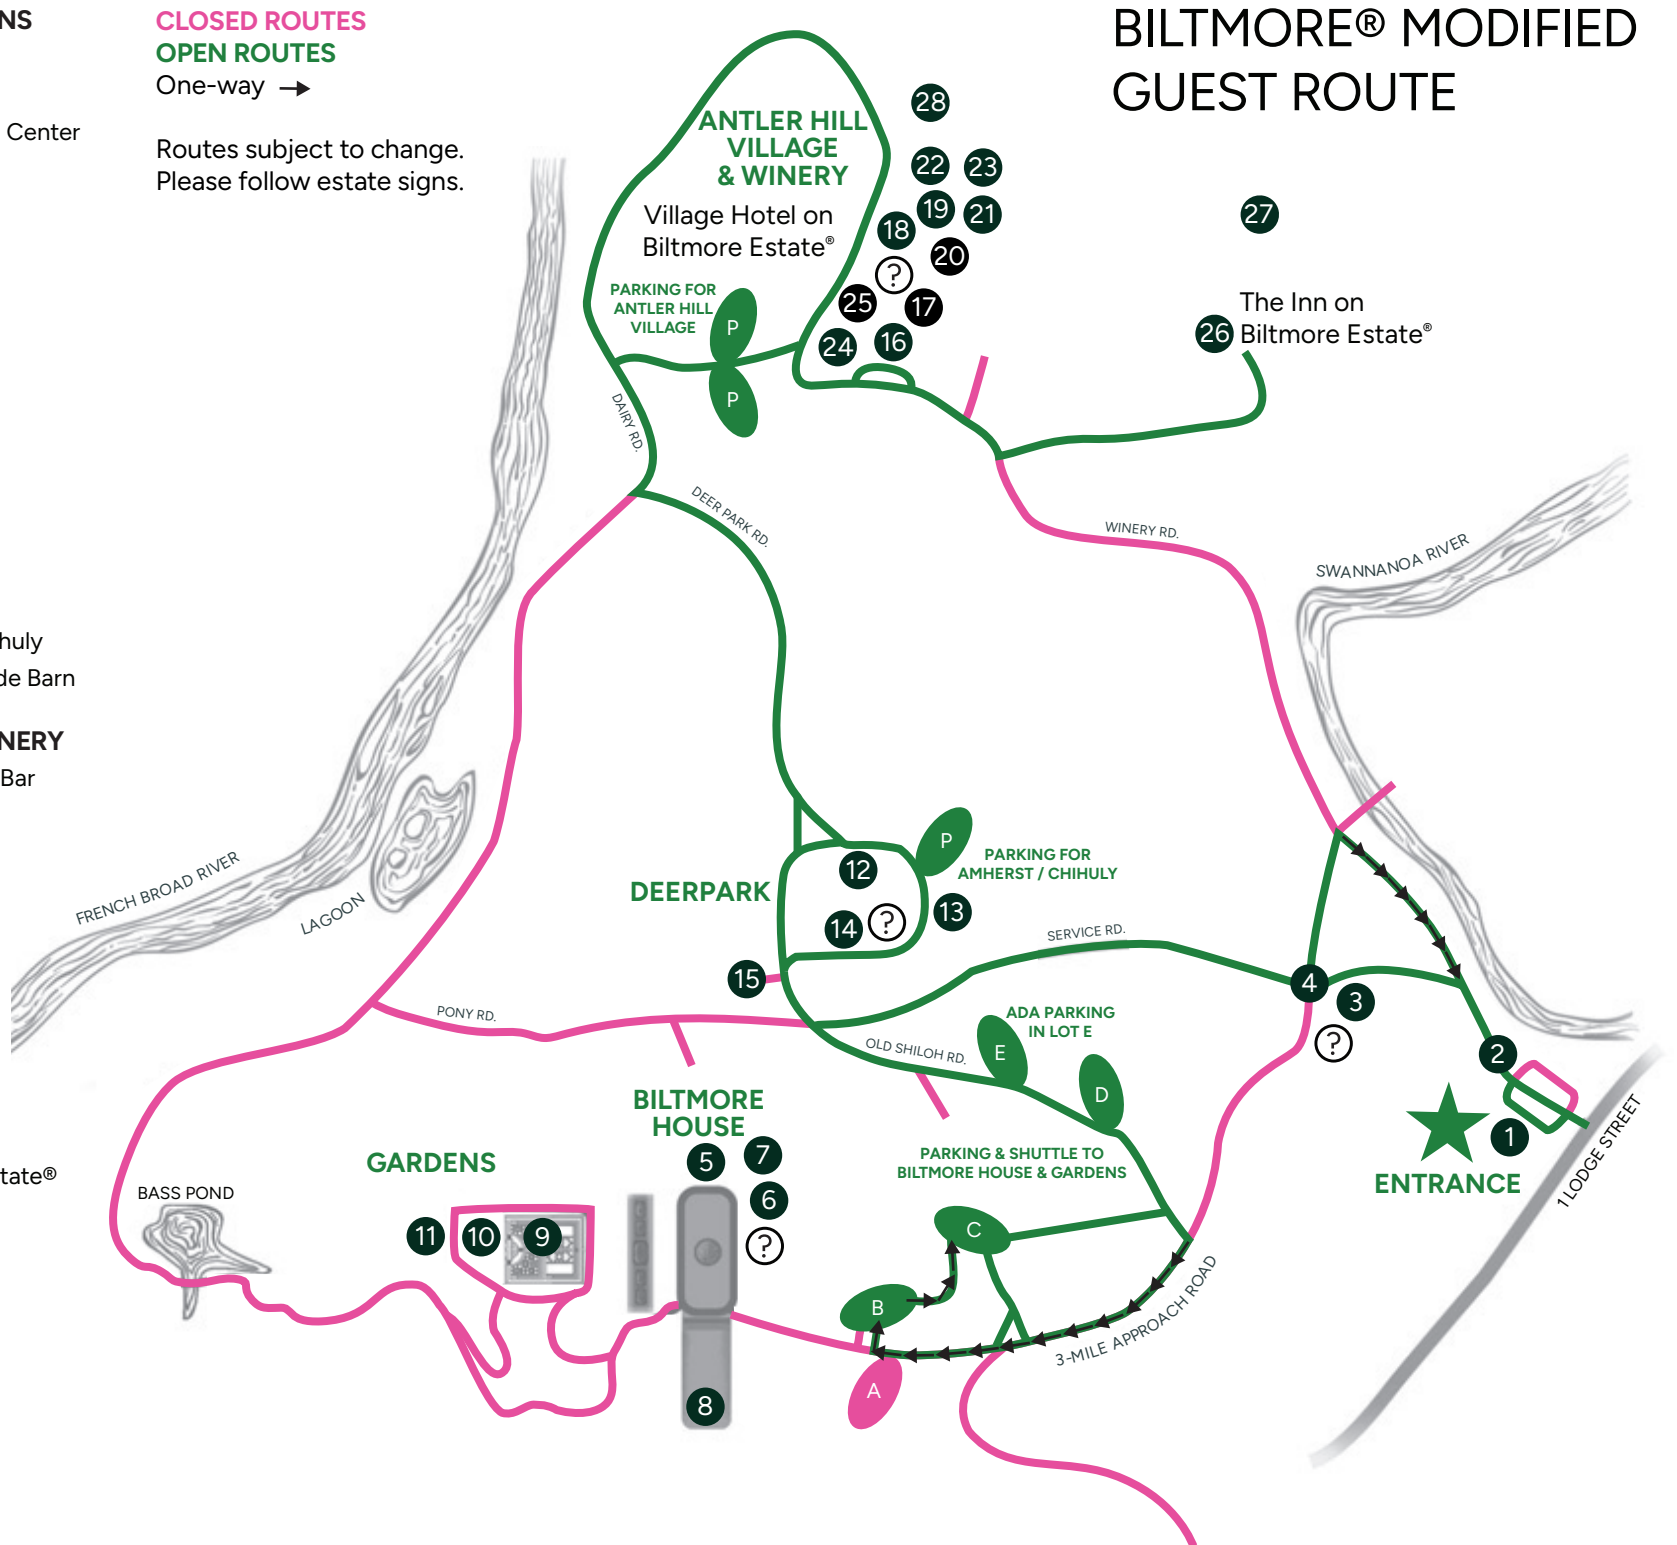 NS
Center
huly
de Barn
NERY
Bar
tate®
CLOSED ROUTES
OPEN ROUTES
One-way
Routes subject to change.
Please follow estate signs.
BILTMORE® MODIFIED
GUEST ROUTE
ANTLER HILL
VILLAGE
& WINERY
Village Hotel on
Biltmore Estate®
PARKING FOR
ANTLER HILL
VILLAGE
P
P
28
22
23
19
21
18
20
?
25
17
24
16
27
The Inn on
26
Biltmore Estate®
DAIRY RD.
DEER PARK RD.
WINERY RD.
SWANNANOA RIVER
FRENCH BROAD RIVER
LAGOON
DEERPARK
12
P
PARKING FOR
AMHERST / CHIHULY
13
14
?
15
SERVICE RD.
4
3
?
PONY RD.
OLD SHILOH RD.
ADA PARKING
IN LOT E
E
D
2
1
ENTRANCE
1 LODGE STREET
BILTMORE
HOUSE
5
7
6
?
8
GARDENS
11
10
9
BASS POND
PARKING & SHUTTLE TO
BILTMORE HOUSE & GARDENS
C
B
A
3-MILE APPROACH ROAD